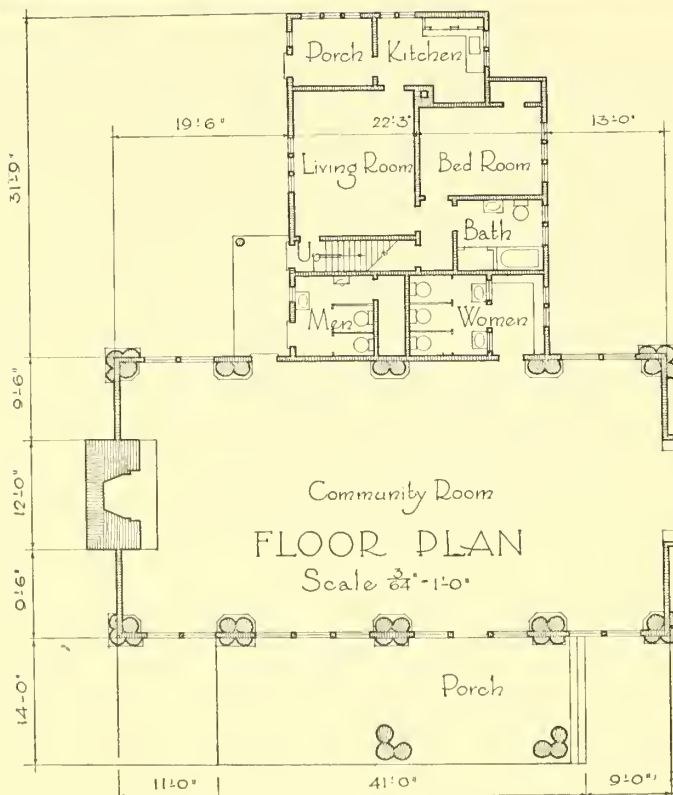 Porch
Kitchen
19'-6"
22'-3"
13'-0"
31'-9"
Living Room
Bed Room
Bath
Up
Men
Women
9'-6"
12'-0"
Community Room
FLOOR PLAN
Scale 3/64" - 1'-0"
9'-6"
14'-0"
Porch
11'-0"
41'-0"
9'-0"